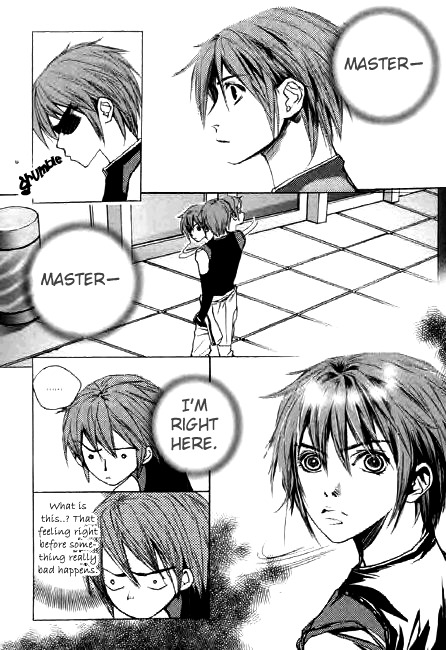 MASTER—
grumble
MASTER—
......
I'M
RIGHT
HERE.
What is
this..? That
feeling right
before some-
thing really
bad happens.